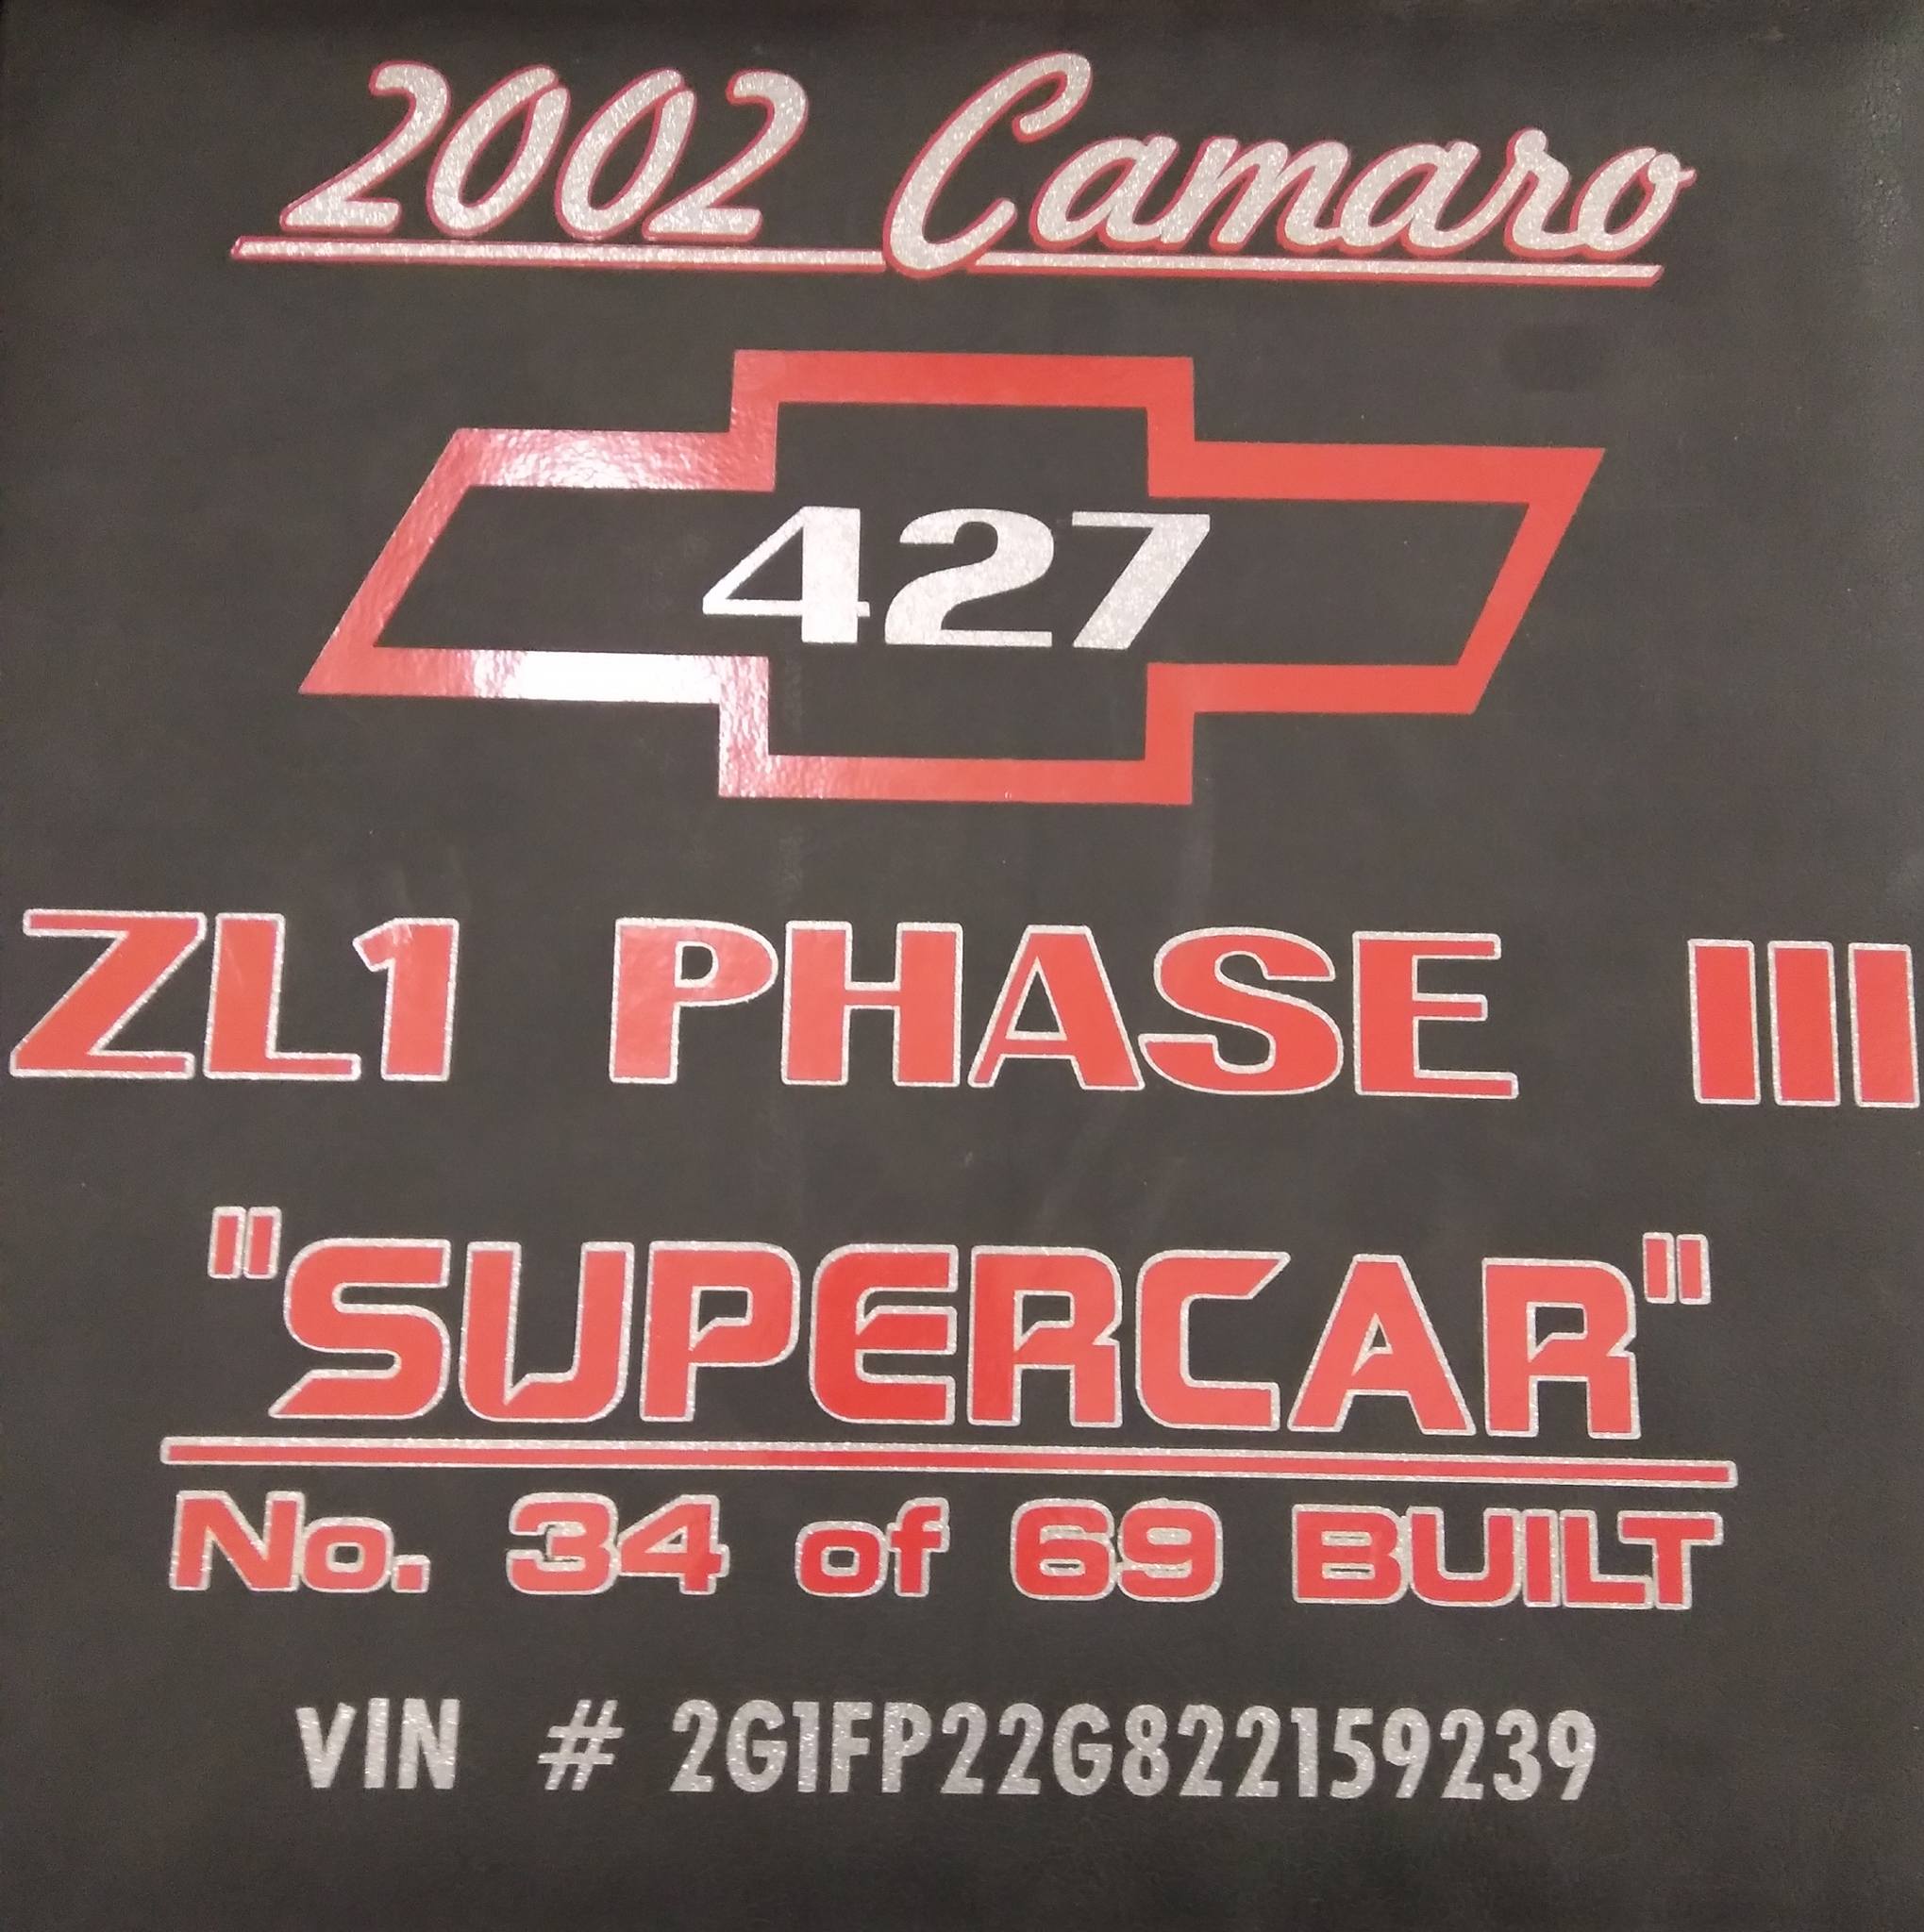 2002 Camaro
427
ZL1 PHASE III
"SUPERCAR"
No. 34 of 69 BUILT
VIN # 2G1FP22G822159239